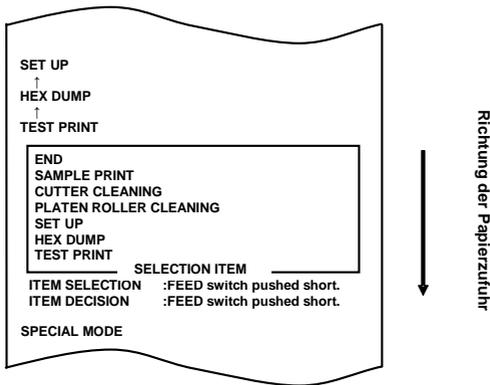 SET UP
↑
HEX DUMP
↑
TEST PRINT
END
SAMPLE PRINT
CUTTER CLEANING
PLATEN ROLLER CLEANING
SET UP
HEX DUMP
TEST PRINT
SELECTION ITEM
ITEM SELECTION :FEED switch pushed short.
ITEM DECISION :FEED switch pushed short.
SPECIAL MODE
Richtung der Papierzufuhr